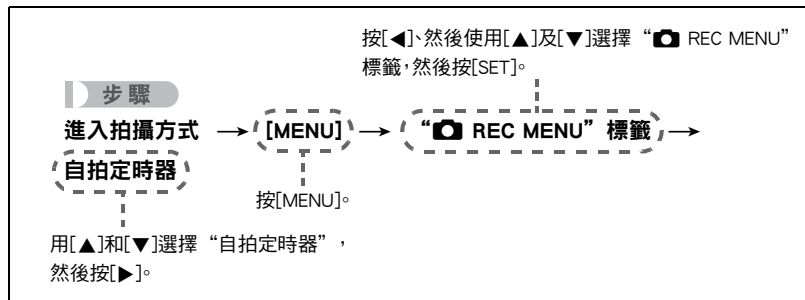 按[◀]、然後使用[▲]及[▼]選擇“📷 REC MENU”
標籤，然後按[SET]。
步驟
進入拍攝方式 → [MENU] → “📷 REC MENU”標籤 →
自拍定時器
按[MENU]。
用[▲]和[▼]選擇“自拍定時器”，
然後按[▶]。